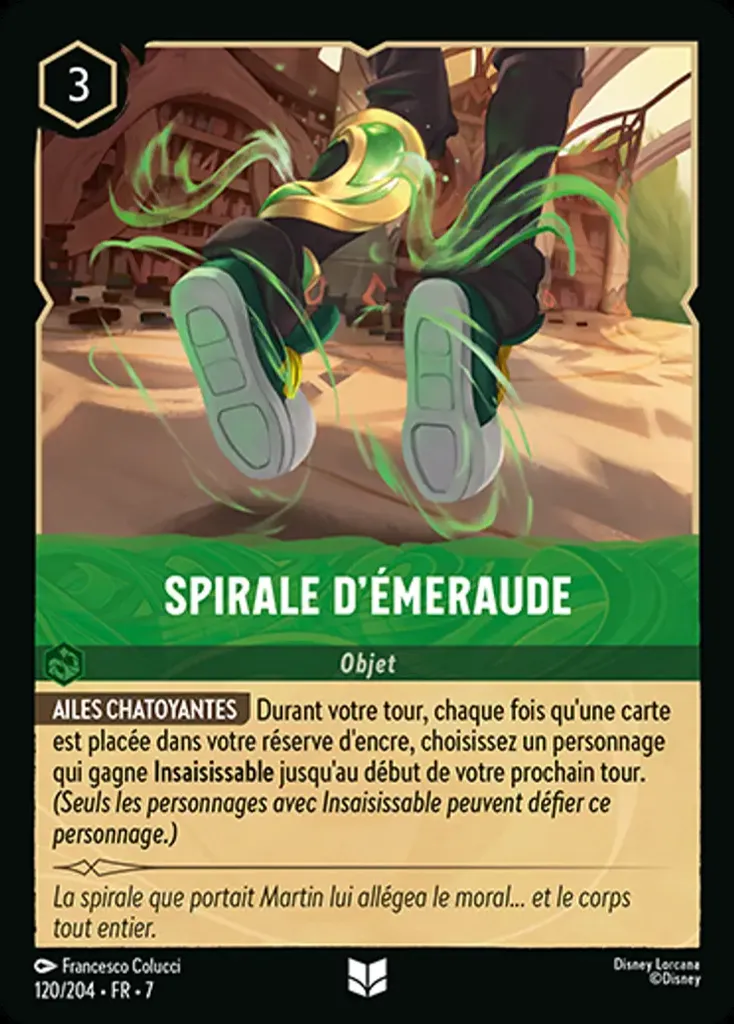 3
SPIRALE D'ÉMERAUDE
Objet
AILES CHATOYANTES Durant votre tour, chaque fois qu'une carte
est placée dans votre réserve d'encre, choisissez un personnage
qui gagne Insaisissable jusqu'au début de votre prochain tour.
(Seuls les personnages avec Insaisissable peuvent défier ce
personnage.)
La spirale que portait Martin lui allégea le moral... et le corps
tout entier.
Francesco Colucci
120/204 • FR • 7
Disney Lorcana
©Disney